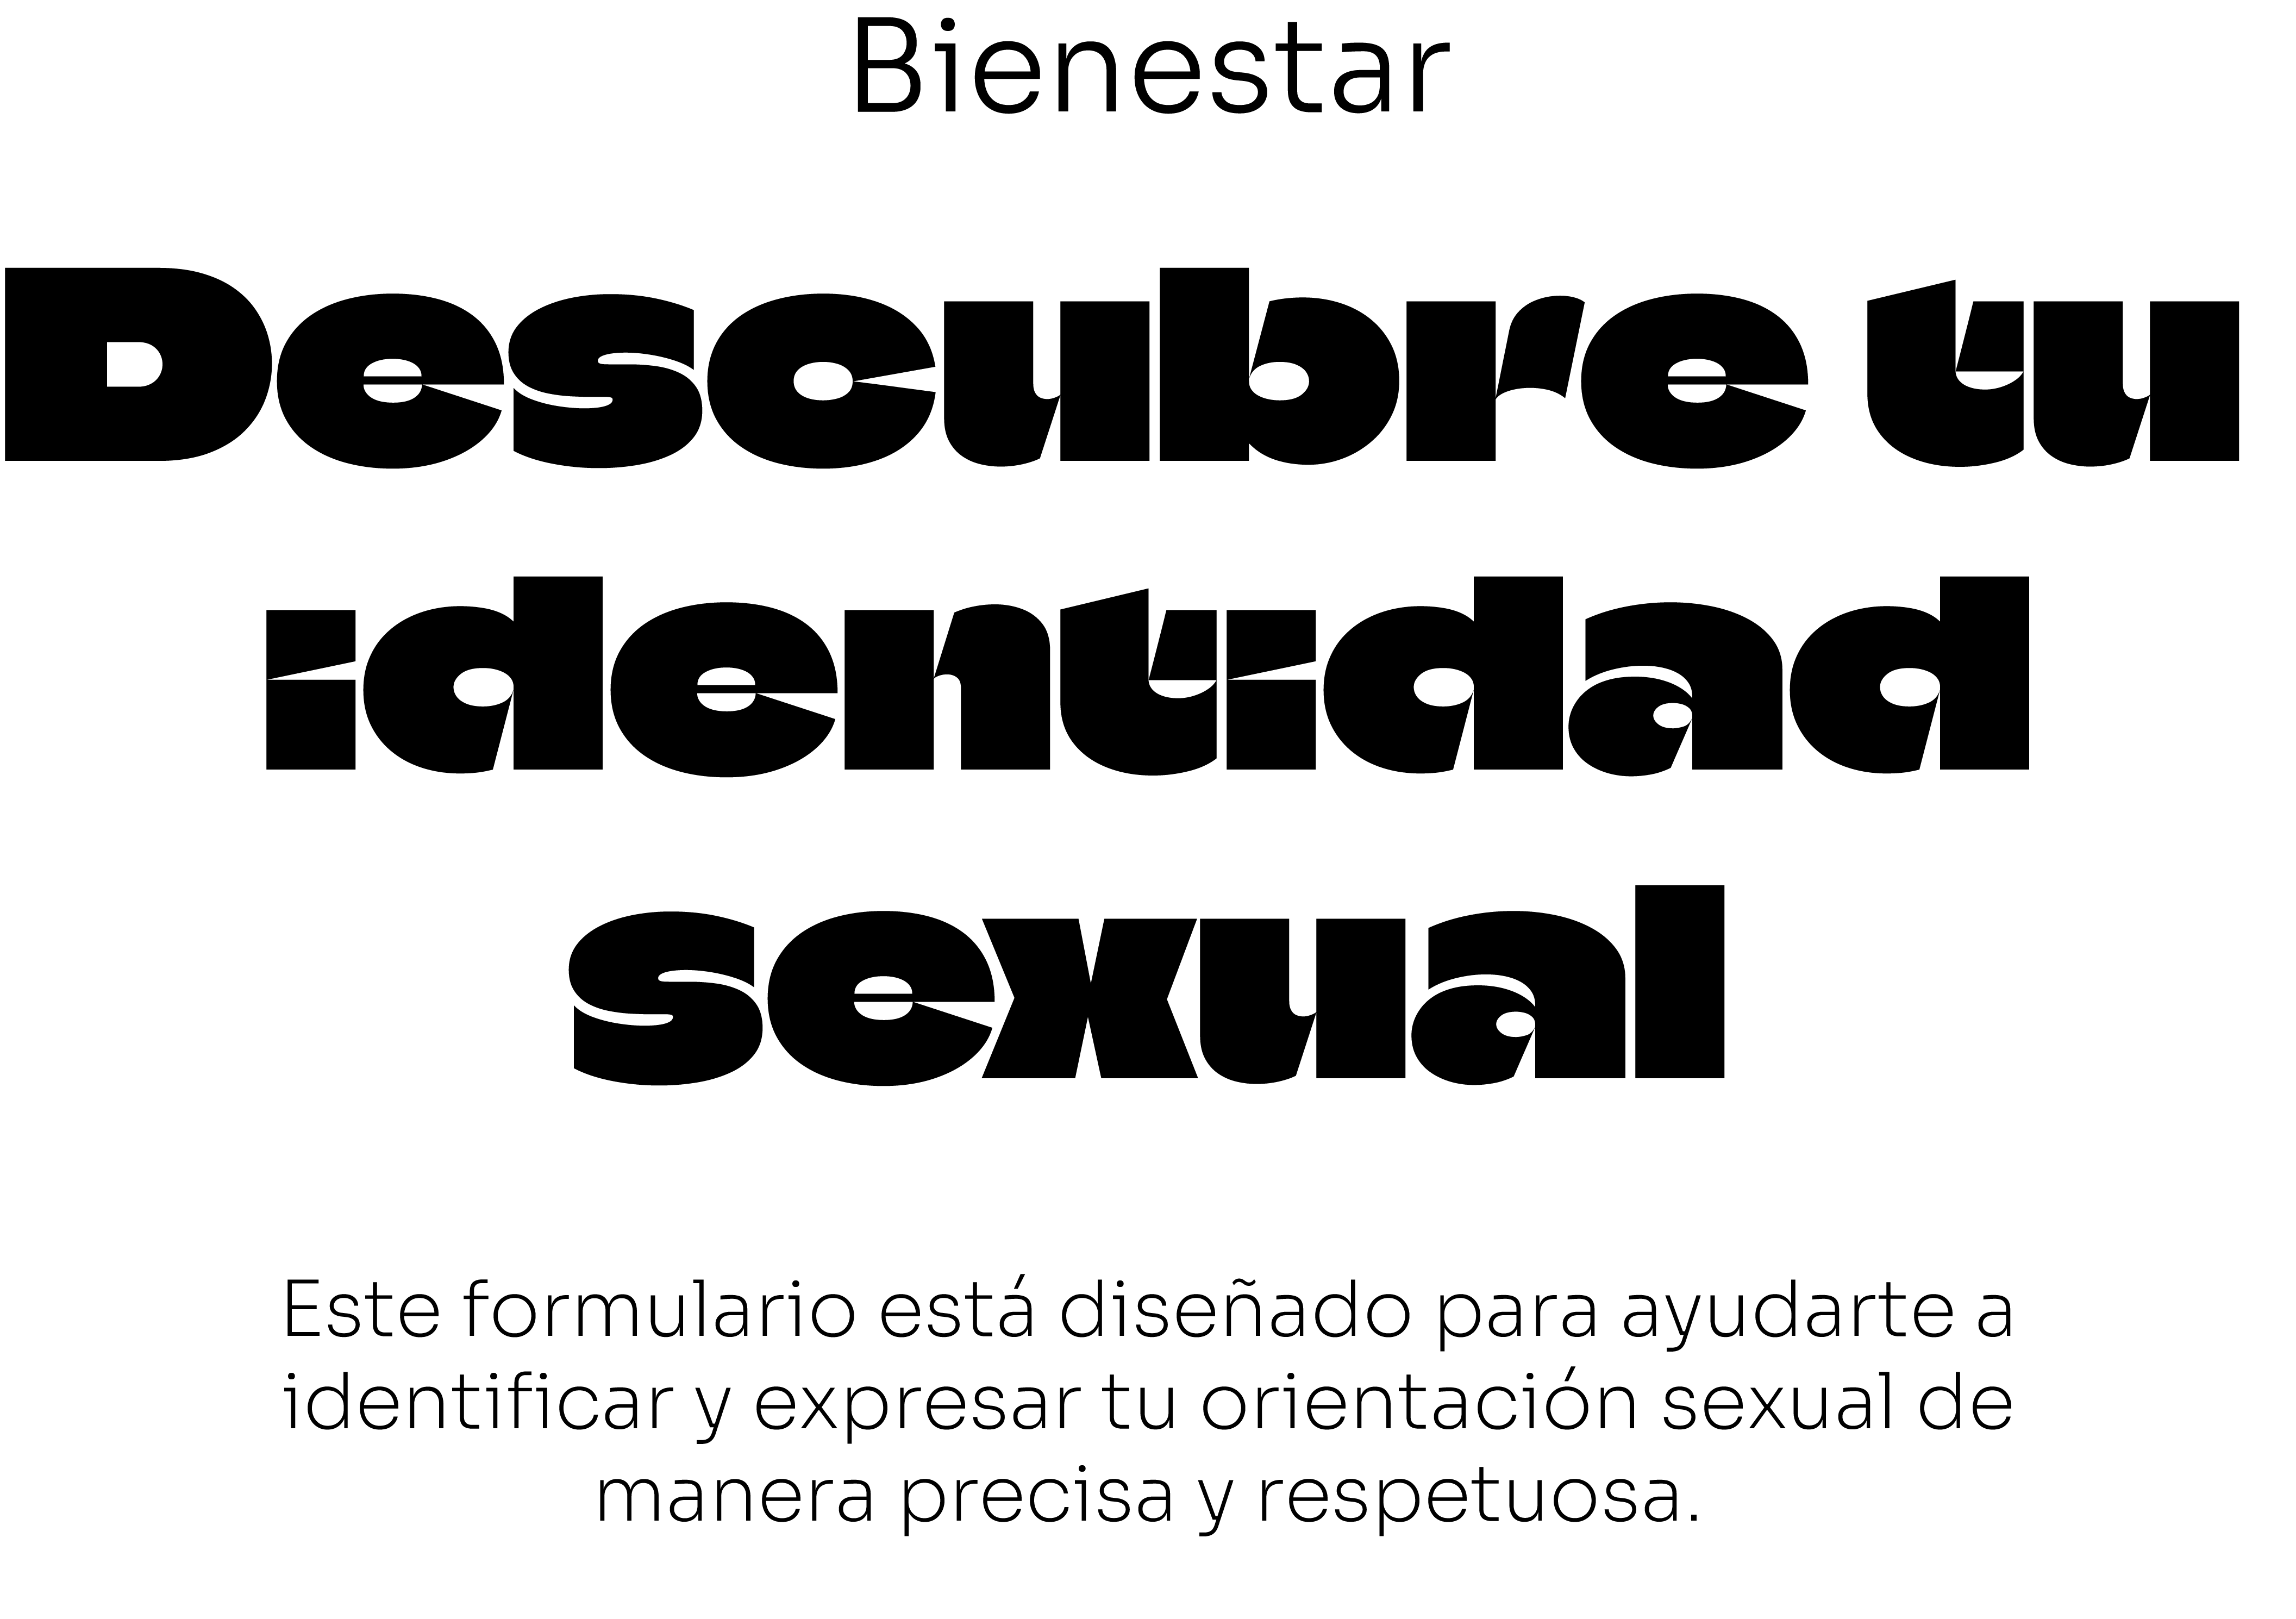 Bienestar
Descubre tu
identidad
sexual
Este formulario está diseñado para ayudarte a
identificar y expresar tu orientación sexual de
manera precisa y respetuosa.